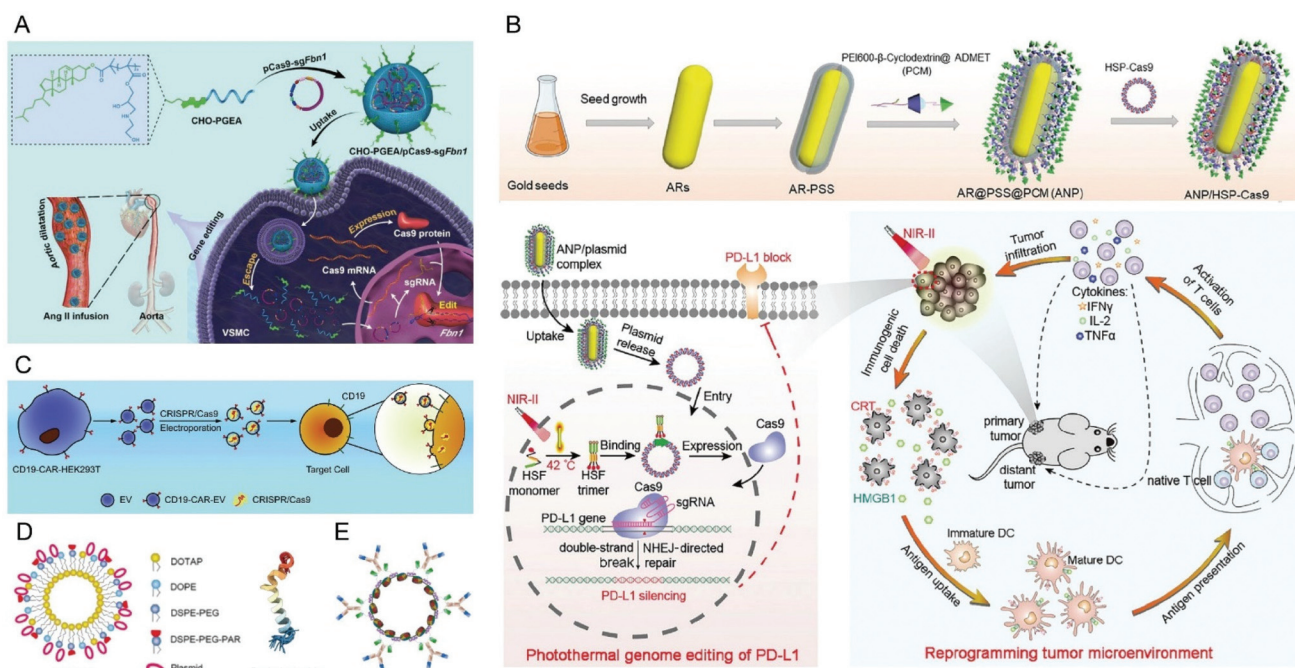 A
pCas9-sgFbn1
CHO-PGEA
Uptake
CHO-PGEA/pCas9-sgFbn1
Aortic dilatation
Ang II infusion
Aorta
Gene editing
Escape
Expression
Cas9 protein
Cas9 mRNA
sgRNA
Edit
VSMC
Fbn1
B
PEI600-β-Cyclodextrin@ ADMET
(PCM)
HSP-Cas9
Seed growth
Gold seeds
ARs
AR-PSS
AR@PSS@PCM (ANP)
ANP/HSP-Cas9
ANP/plasmid
complex
PD-L1 block
Uptake
Plasmid
release
Entry
NIR-II
42 °C
Binding
Expression
Cas9
HSF
monomer
HSF
trimer
Cas9
sgRNA
PD-L1 gene
double-strand
break
NHEJ-directed
repair
PD-L1 silencing
Photothermal genome editing of PD-L1
NIR-II
Tumor
infiltration
Cytokines:
IFNγ
IL-2
TNFα
Activation
of T cells
Immunogenic
cell death
CRT
HMGB1
primary
tumor
distant
tumor
native T cell
Immature DC
Mature DC
Antigen uptake
Antigen presentation
Reprogramming tumor microenvironment
C
CD19
CRISPR/Cas9
Electroporation
CD19-CAR-HEK293T
Target Cell
EV
CD19-CAR-EV
CRISPR/Cas9
D
DOTAP
DOPE
DSPE-PEG
DSPE-PEG-PAR
Plasmid
E